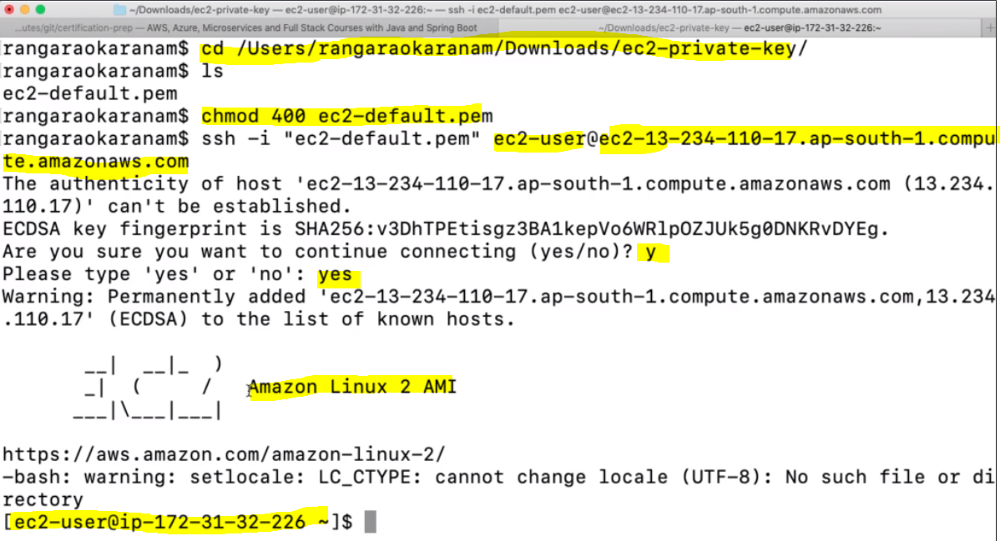 ~/Downloads/ec2-private-key — ec2-user@ip-172-31-32-226:~ — ssh -i ec2-default.pem ec2-user@ec2-13-234-110-17.ap-south-1.compute.amazonaws.com
...utes/git/certification-prep — AWS, Azure, Microservices and Full Stack Courses with Java and Spring Boot
~/Downloads/ec2-private-key — ec2-user@ip-172-31-32-226:~
+
rangaraokaranam$ cd /Users/rangaraokaranam/Downloads/ec2-private-key/
rangaraokaranam$ ls
ec2-default.pem
rangaraokaranam$ chmod 400 ec2-default.pem
rangaraokaranam$ ssh -i "ec2-default.pem" ec2-user@ec2-13-234-110-17.ap-south-1.compu
te.amazonaws.com
The authenticity of host 'ec2-13-234-110-17.ap-south-1.compute.amazonaws.com (13.234.
110.17)' can't be established.
ECDSA key fingerprint is SHA256:v3DhTPEtisgz3BA1kepVo6WRlpOZJUk5g0DNKRvDYEg.
Are you sure you want to continue connecting (yes/no)? y
Please type 'yes' or 'no': yes
Warning: Permanently added 'ec2-13-234-110-17.ap-south-1.compute.amazonaws.com,13.234
.110.17' (ECDSA) to the list of known hosts.
__|  __|_  )
_|  (     /   Amazon Linux 2 AMI
___|\___|___|
https://aws.amazon.com/amazon-linux-2/
-bash: warning: setlocale: LC_CTYPE: cannot change locale (UTF-8): No such file or di
rectory
[ec2-user@ip-172-31-32-226 ~]$